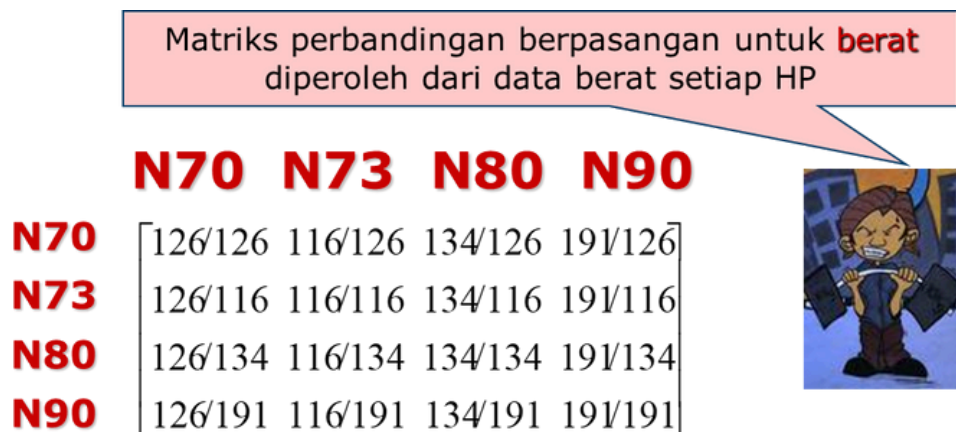 Matriks perbandingan berpasangan untuk berat
diperoleh dari data berat setiap HP
N70 N73 N80 N90
N70 126/126 116/126 134/126 191/126
N73 126/116 116/116 134/116 191/116
N80 126/134 116/134 134/134 191/134
N90 126/191 116/191 134/191 191/191